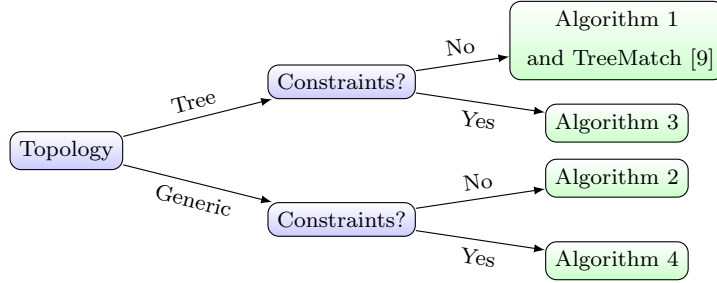 Algorithm 1
and TreeMatch [9]
No
Constraints?
Tree
Yes
Algorithm 3
Topology
Algorithm 2
No
Generic
Constraints?
Yes
Algorithm 4